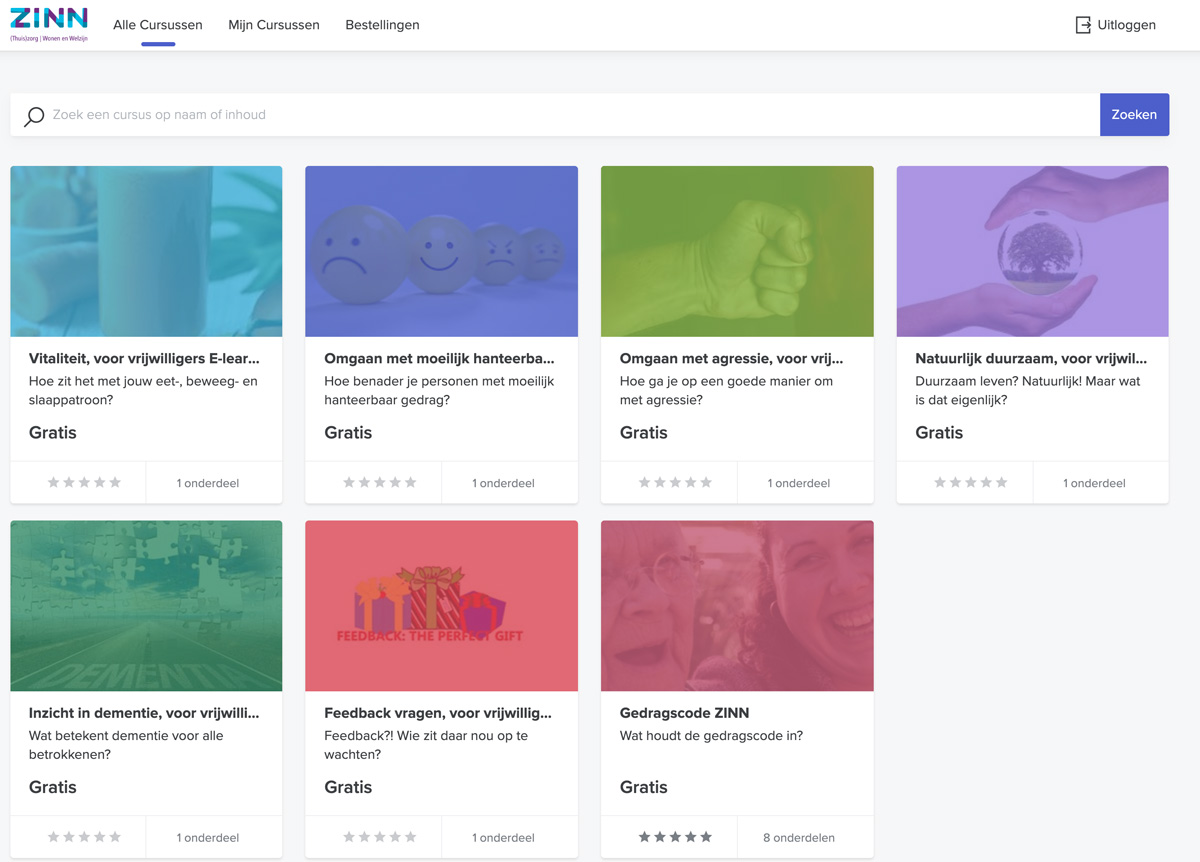 ZINN
(Thuis)zorg | Wonen en Welzijn
Alle Cursussen
Mijn Cursussen
Bestellingen
Uitloggen
Zoek een cursus op naam of inhoud
Zoeken
Vitaliteit, voor vrijwilligers E-lear...
Hoe zit het met jouw eet-, beweeg- en
slaappatroon?
Gratis
1 onderdeel
Omgaan met moeilijk hanteerba...
Hoe benader je personen met moeilijk
hanteerbaar gedrag?
Gratis
1 onderdeel
Omgaan met agressie, voor vrij...
Hoe ga je op een goede manier om
met agressie?
Gratis
1 onderdeel
Natuurlijk duurzaam, voor vrijwil...
Duurzaam leven? Natuurlijk! Maar wat
is dat eigenlijk?
Gratis
1 onderdeel
DEMENTIA
Inzicht in dementie, voor vrijwilli...
Wat betekent dementie voor alle
betrokkenen?
Gratis
1 onderdeel
FEEDBACK: THE PERFECT GIFT
Feedback vragen, voor vrijwillig...
Feedback?! Wie zit daar nou op te
wachten?
Gratis
1 onderdeel
Gedragscode ZINN
Wat houdt de gedragscode in?
Gratis
8 onderdelen